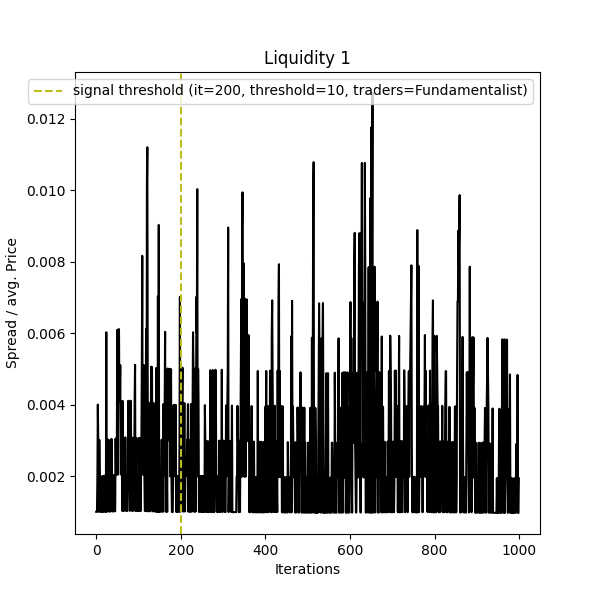 Liquidity 1
signal threshold (it=200, threshold=10, traders=Fundamentalist)
0.012
0.010
0.008
0.006
0.004
0.002
Spread / avg. Price
0 200 400 600 800 1000
Iterations